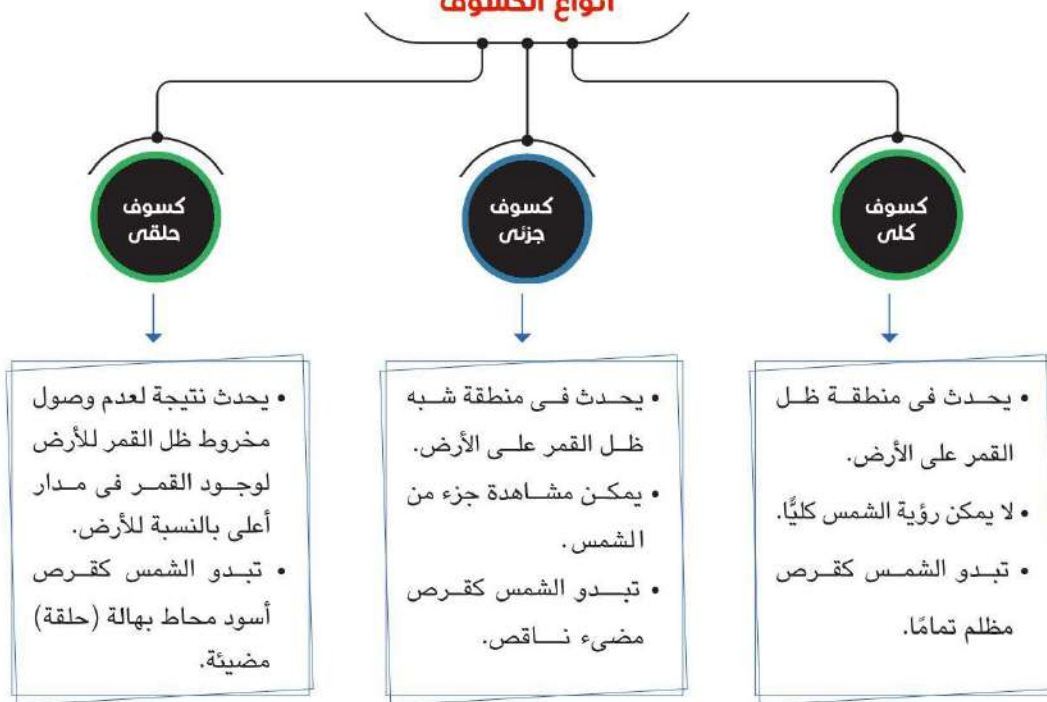 أنواع الكسوف
كسوف
كلى
كسوف
جزئى
كسوف
حلقى
• يحدث فى منطقة ظل
القمر على الأرض.
• لا يمكن رؤية الشمس كليًّا.
• تبدو الشمس كقرص
مظلم تمامًا.
• يحدث فى منطقة شبه
ظل القمر على الأرض.
• يمكن مشاهدة جزء من
الشمس.
• تبدو الشمس كقرص
مضىء ناقص.
• يحدث نتيجة لعدم وصول
مخروط ظل القمر للأرض
لوجود القمر فى مدار
أعلى بالنسبة للأرض.
• تبدو الشمس كقرص
أسود محاط بهالة (حلقة)
مضيئة.